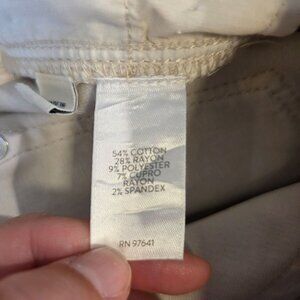 54% COTTON
28% RAYON
9% POLYESTER
7% CUPRO
RAYON
2% SPANDEX
RN 97641